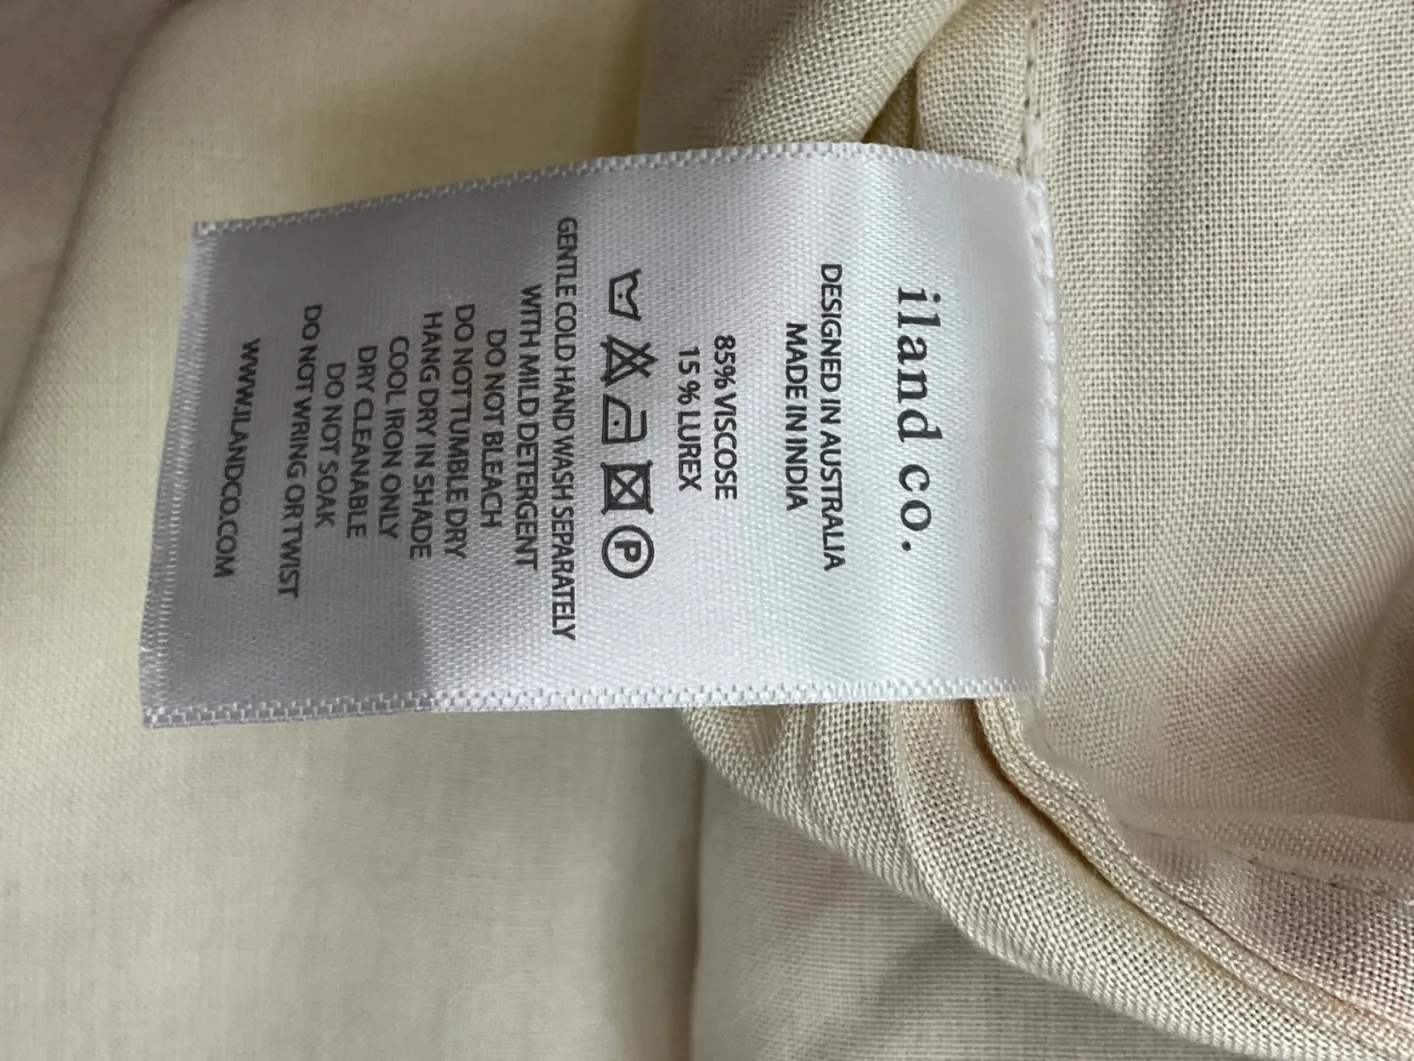 iland co.
DESIGNED IN AUSTRALIA
MADE IN INDIA
85% VISCOSE
15 % LUREX
P
GENTLE COLD HAND WASH SEPARATELY
WITH MILD DETERGENT
DO NOT BLEACH
DO NOT TUMBLE DRY
HANG DRY IN SHADE
COOL IRON ONLY
DRY CLEANABLE
DO NOT SOAK
DO NOT WRING OR TWIST
WWW.ILANDCO.COM